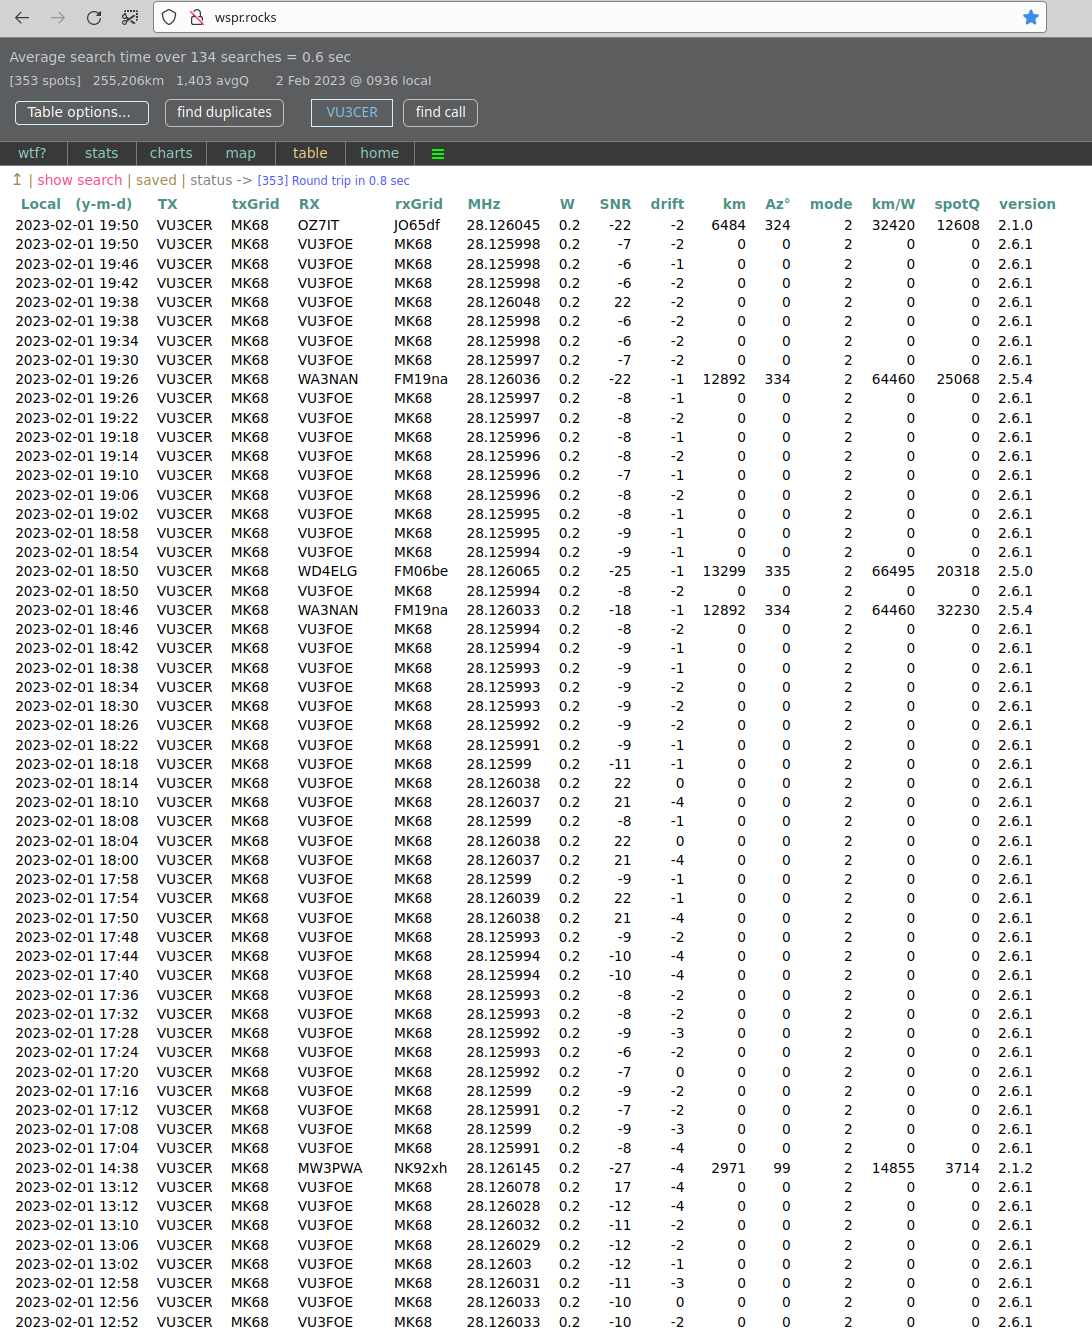 wspr.rocks
Average search time over 134 searches = 0.6 sec
[353 spots] 255,206km 1,403 avgQ 2 Feb 2023 @ 0936 local
Table options... find duplicates VU3CER find call
wtf? stats charts map table home
↥ | show search | saved | status -> [353] Round trip in 0.8 sec
Local (y-m-d) TX txGrid RX rxGrid MHz W SNR drift km Az° mode km/W spotQ version
2023-02-01 19:50 VU3CER MK68 OZ7IT JO65df 28.126045 0.2 -22 -2 6484 324 2 32420 12608 2.1.0
2023-02-01 19:50 VU3CER MK68 VU3FOE MK68 28.125998 0.2 -7 -2 0 0 2 0 0 2.6.1
2023-02-01 19:46 VU3CER MK68 VU3FOE MK68 28.125998 0.2 -6 -1 0 0 2 0 0 2.6.1
2023-02-01 19:42 VU3CER MK68 VU3FOE MK68 28.125998 0.2 -6 -2 0 0 2 0 0 2.6.1
2023-02-01 19:38 VU3CER MK68 VU3FOE MK68 28.126048 0.2 22 -2 0 0 2 0 0 2.6.1
2023-02-01 19:38 VU3CER MK68 VU3FOE MK68 28.125998 0.2 -6 -2 0 0 2 0 0 2.6.1
2023-02-01 19:34 VU3CER MK68 VU3FOE MK68 28.125998 0.2 -6 -2 0 0 2 0 0 2.6.1
2023-02-01 19:30 VU3CER MK68 VU3FOE MK68 28.125997 0.2 -7 -2 0 0 2 0 0 2.6.1
2023-02-01 19:26 VU3CER MK68 WA3NAN FM19na 28.126036 0.2 -22 -1 12892 334 2 64460 25068 2.5.4
2023-02-01 19:26 VU3CER MK68 VU3FOE MK68 28.125997 0.2 -8 -1 0 0 2 0 0 2.6.1
2023-02-01 19:22 VU3CER MK68 VU3FOE MK68 28.125997 0.2 -8 -2 0 0 2 0 0 2.6.1
2023-02-01 19:18 VU3CER MK68 VU3FOE MK68 28.125996 0.2 -8 -1 0 0 2 0 0 2.6.1
2023-02-01 19:14 VU3CER MK68 VU3FOE MK68 28.125996 0.2 -8 -2 0 0 2 0 0 2.6.1
2023-02-01 19:10 VU3CER MK68 VU3FOE MK68 28.125996 0.2 -7 -1 0 0 2 0 0 2.6.1
2023-02-01 19:06 VU3CER MK68 VU3FOE MK68 28.125996 0.2 -8 -2 0 0 2 0 0 2.6.1
2023-02-01 19:02 VU3CER MK68 VU3FOE MK68 28.125995 0.2 -8 -1 0 0 2 0 0 2.6.1
2023-02-01 18:58 VU3CER MK68 VU3FOE MK68 28.125995 0.2 -9 -1 0 0 2 0 0 2.6.1
2023-02-01 18:54 VU3CER MK68 VU3FOE MK68 28.125994 0.2 -9 -1 0 0 2 0 0 2.6.1
2023-02-01 18:50 VU3CER MK68 WD4ELG FM06be 28.126065 0.2 -25 -1 13299 335 2 66495 20318 2.5.0
2023-02-01 18:50 VU3CER MK68 VU3FOE MK68 28.125994 0.2 -8 -2 0 0 2 0 0 2.6.1
2023-02-01 18:46 VU3CER MK68 WA3NAN FM19na 28.126033 0.2 -18 -1 12892 334 2 64460 32230 2.5.4
2023-02-01 18:46 VU3CER MK68 VU3FOE MK68 28.125994 0.2 -8 -2 0 0 2 0 0 2.6.1
2023-02-01 18:42 VU3CER MK68 VU3FOE MK68 28.125994 0.2 -9 -1 0 0 2 0 0 2.6.1
2023-02-01 18:38 VU3CER MK68 VU3FOE MK68 28.125993 0.2 -9 -1 0 0 2 0 0 2.6.1
2023-02-01 18:34 VU3CER MK68 VU3FOE MK68 28.125993 0.2 -9 -2 0 0 2 0 0 2.6.1
2023-02-01 18:30 VU3CER MK68 VU3FOE MK68 28.125993 0.2 -9 -2 0 0 2 0 0 2.6.1
2023-02-01 18:26 VU3CER MK68 VU3FOE MK68 28.125992 0.2 -9 -2 0 0 2 0 0 2.6.1
2023-02-01 18:22 VU3CER MK68 VU3FOE MK68 28.125991 0.2 -9 -1 0 0 2 0 0 2.6.1
2023-02-01 18:18 VU3CER MK68 VU3FOE MK68 28.12599 0.2 -11 -1 0 0 2 0 0 2.6.1
2023-02-01 18:14 VU3CER MK68 VU3FOE MK68 28.126038 0.2 22 0 0 0 2 0 0 2.6.1
2023-02-01 18:10 VU3CER MK68 VU3FOE MK68 28.126037 0.2 21 -4 0 0 2 0 0 2.6.1
2023-02-01 18:08 VU3CER MK68 VU3FOE MK68 28.12599 0.2 -8 -1 0 0 2 0 0 2.6.1
2023-02-01 18:04 VU3CER MK68 VU3FOE MK68 28.126038 0.2 22 0 0 0 2 0 0 2.6.1
2023-02-01 18:00 VU3CER MK68 VU3FOE MK68 28.126037 0.2 21 -4 0 0 2 0 0 2.6.1
2023-02-01 17:58 VU3CER MK68 VU3FOE MK68 28.12599 0.2 -9 -1 0 0 2 0 0 2.6.1
2023-02-01 17:54 VU3CER MK68 VU3FOE MK68 28.126039 0.2 22 -1 0 0 2 0 0 2.6.1
2023-02-01 17:50 VU3CER MK68 VU3FOE MK68 28.126038 0.2 21 -4 0 0 2 0 0 2.6.1
2023-02-01 17:48 VU3CER MK68 VU3FOE MK68 28.125993 0.2 -9 -2 0 0 2 0 0 2.6.1
2023-02-01 17:44 VU3CER MK68 VU3FOE MK68 28.125994 0.2 -10 -4 0 0 2 0 0 2.6.1
2023-02-01 17:40 VU3CER MK68 VU3FOE MK68 28.125994 0.2 -10 -4 0 0 2 0 0 2.6.1
2023-02-01 17:36 VU3CER MK68 VU3FOE MK68 28.125993 0.2 -8 -2 0 0 2 0 0 2.6.1
2023-02-01 17:32 VU3CER MK68 VU3FOE MK68 28.125993 0.2 -8 -2 0 0 2 0 0 2.6.1
2023-02-01 17:28 VU3CER MK68 VU3FOE MK68 28.125992 0.2 -9 -3 0 0 2 0 0 2.6.1
2023-02-01 17:24 VU3CER MK68 VU3FOE MK68 28.125993 0.2 -6 -2 0 0 2 0 0 2.6.1
2023-02-01 17:20 VU3CER MK68 VU3FOE MK68 28.125992 0.2 -7 0 0 0 2 0 0 2.6.1
2023-02-01 17:16 VU3CER MK68 VU3FOE MK68 28.12599 0.2 -9 -2 0 0 2 0 0 2.6.1
2023-02-01 17:12 VU3CER MK68 VU3FOE MK68 28.125991 0.2 -7 -2 0 0 2 0 0 2.6.1
2023-02-01 17:08 VU3CER MK68 VU3FOE MK68 28.12599 0.2 -9 -3 0 0 2 0 0 2.6.1
2023-02-01 17:04 VU3CER MK68 VU3FOE MK68 28.125991 0.2 -8 -4 0 0 2 0 0 2.6.1
2023-02-01 14:38 VU3CER MK68 MW3PWA NK92xh 28.126145 0.2 -27 -4 2971 99 2 14855 3714 2.1.2
2023-02-01 13:12 VU3CER MK68 VU3FOE MK68 28.126078 0.2 17 -4 0 0 2 0 0 2.6.1
2023-02-01 13:12 VU3CER MK68 VU3FOE MK68 28.126028 0.2 -12 -4 0 0 2 0 0 2.6.1
2023-02-01 13:10 VU3CER MK68 VU3FOE MK68 28.126032 0.2 -11 -2 0 0 2 0 0 2.6.1
2023-02-01 13:06 VU3CER MK68 VU3FOE MK68 28.126029 0.2 -12 -2 0 0 2 0 0 2.6.1
2023-02-01 13:02 VU3CER MK68 VU3FOE MK68 28.12603 0.2 -12 -1 0 0 2 0 0 2.6.1
2023-02-01 12:58 VU3CER MK68 VU3FOE MK68 28.126031 0.2 -11 -3 0 0 2 0 0 2.6.1
2023-02-01 12:56 VU3CER MK68 VU3FOE MK68 28.126033 0.2 -10 0 0 0 2 0 0 2.6.1
2023-02-01 12:52 VU3CER MK68 VU3FOE MK68 28.126033 0.2 -10 -2 0 0 2 0 0 2.6.1